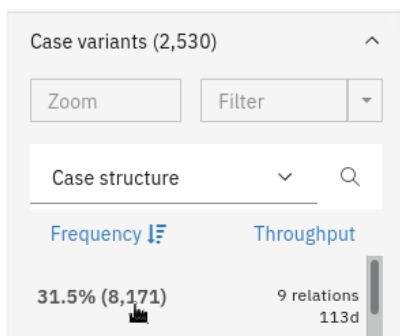 Case variants (2,530)
Zoom
Filter
Case structure
Frequency
Throughput
31.5% (8,171)
9 relations
113d